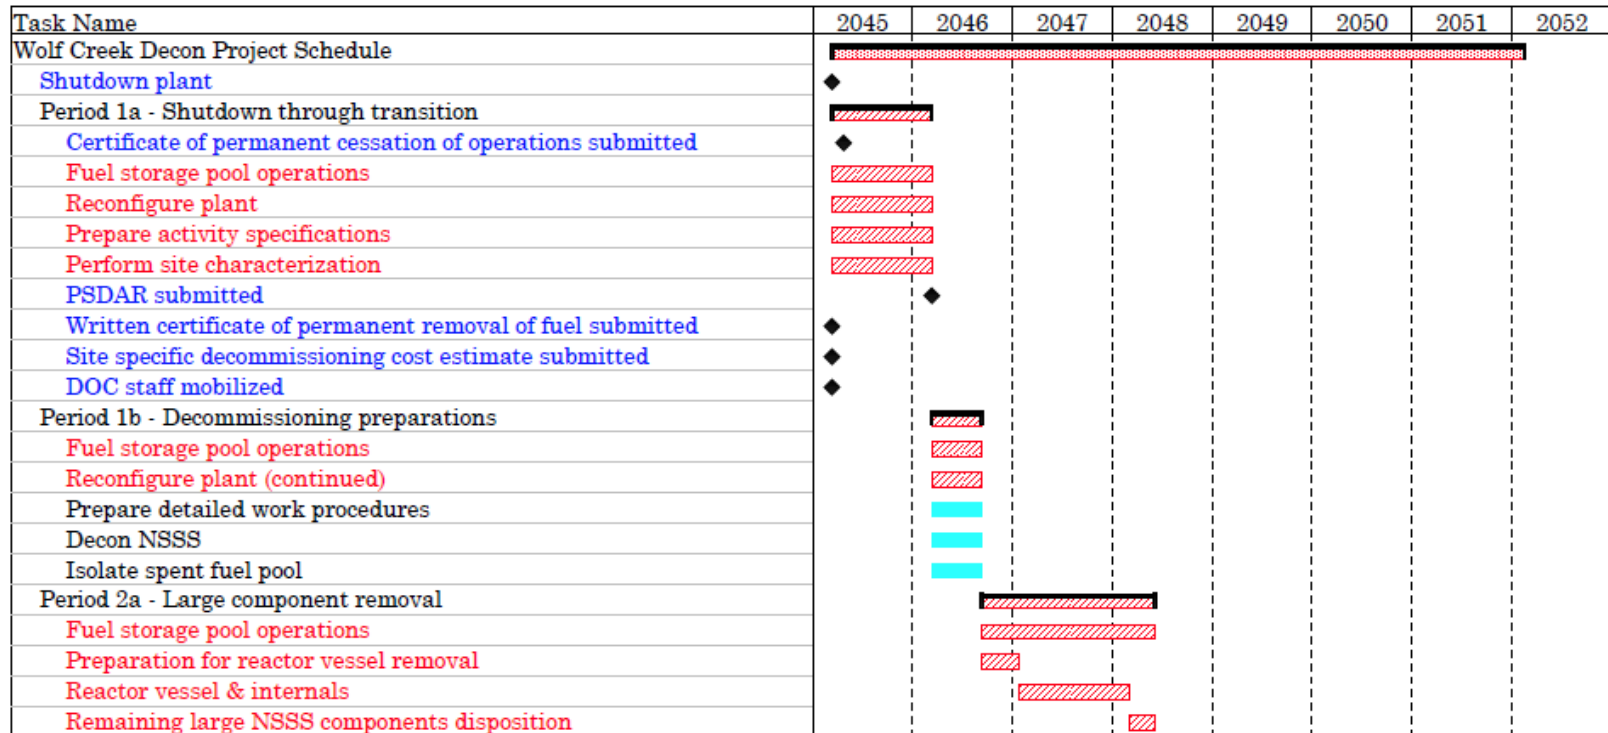 Task Name 2045 2046 2047 2048 2049 2050 2051 2052
Wolf Creek Decon Project Schedule
Shutdown plant
Period 1a - Shutdown through transition
Certificate of permanent cessation of operations submitted
Fuel storage pool operations
Reconfigure plant
Prepare activity specifications
Perform site characterization
PSDAR submitted
Written certificate of permanent removal of fuel submitted
Site specific decommissioning cost estimate submitted
DOC staff mobilized
Period 1b - Decommissioning preparations
Fuel storage pool operations
Reconfigure plant (continued)
Prepare detailed work procedures
Decon NSSS
Isolate spent fuel pool
Period 2a - Large component removal
Fuel storage pool operations
Preparation for reactor vessel removal
Reactor vessel & internals
Remaining large NSSS components disposition